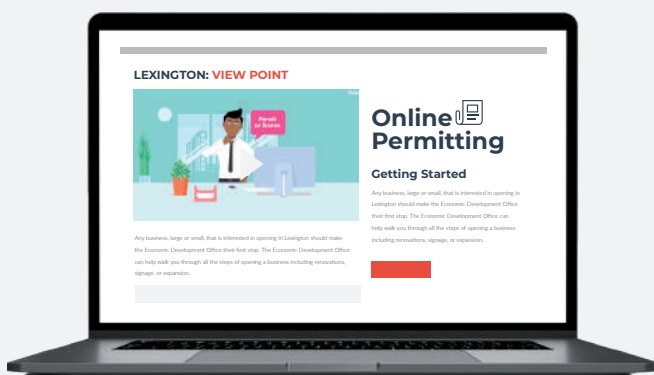 LEXINGTON: VIEW POINT
Permit
Any business, large or small, that is interested in opening in Lexington should make
the Economic Development Office their first stop. The Economic Development Office
can help walk you through all the steps of opening a business including renovations,
signage, or expansion.
Online
Permitting
Getting Started
Any business, large or small, that is interested in opening in
Lexington should make the Economic Development Office
their first stop. The Economic Development Office can
help walk you through all the steps of opening a business
including renovations, signage, or expansion.